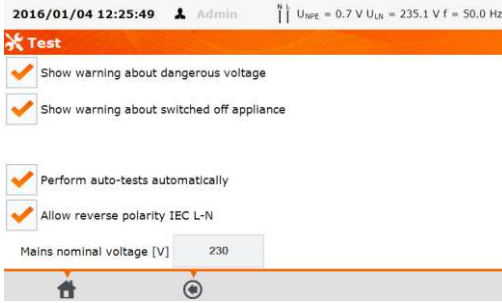 2016/01/04 12:25:49 Admin N L U_NPE = 0.7 V U_LN = 235.1 V f = 50.0 Hz
Test
Show warning about dangerous voltage
Show warning about switched off appliance
Perform auto-tests automatically
Allow reverse polarity IEC L-N
Mains nominal voltage [V] 230